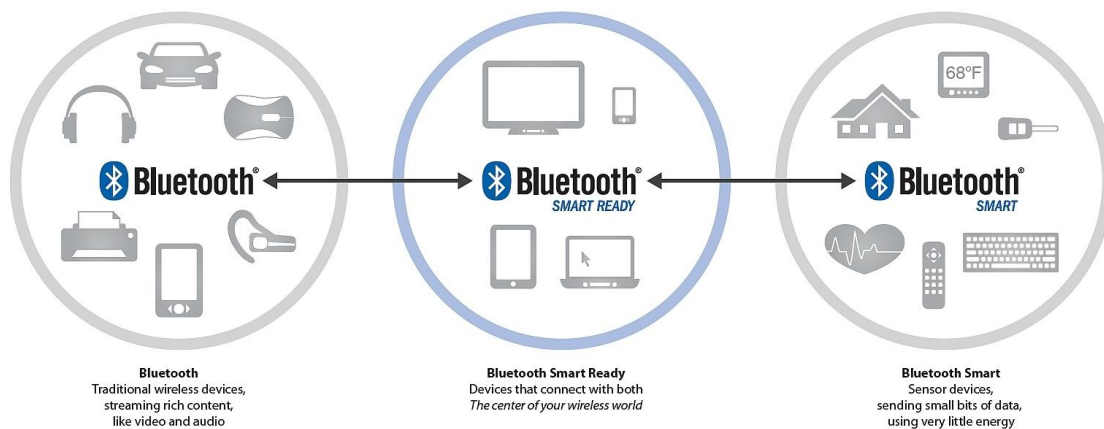 68°F
Bluetooth®
Bluetooth®
SMART READY
Bluetooth®
SMART
Bluetooth
Traditional wireless devices,
streaming rich content,
like video and audio
Bluetooth Smart Ready
Devices that connect with both
The center of your wireless world
Bluetooth Smart
Sensor devices,
sending small bits of data,
using very little energy